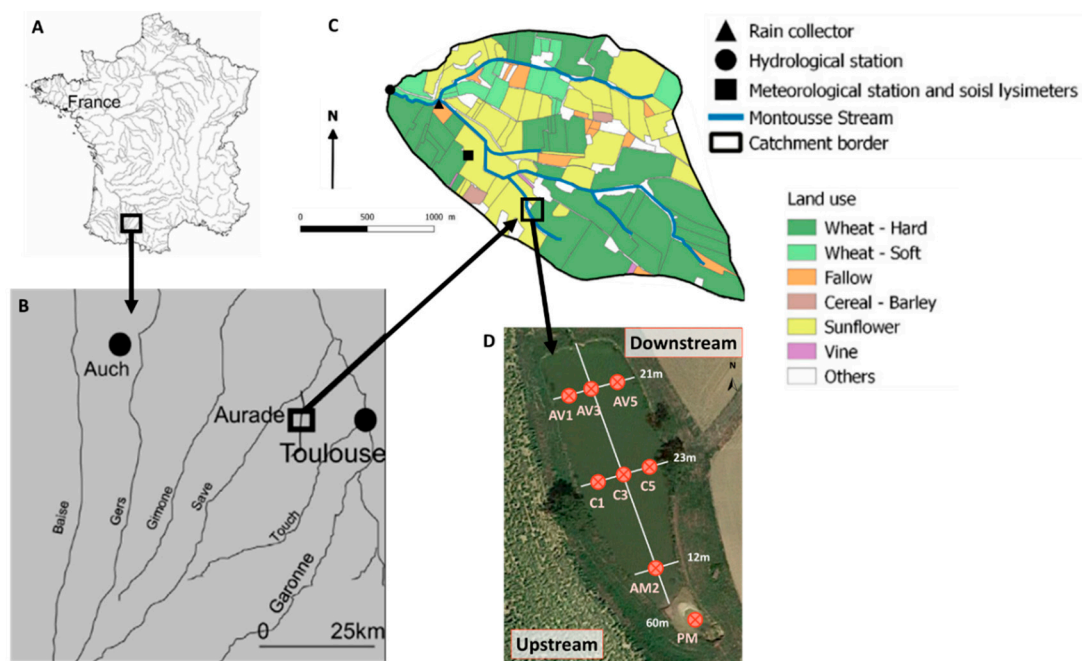 A
France
C
N
0
500
1000 m
Rain collector
Hydrological station
Meteorological station and soisl lysimeters
Montousse Stream
Catchment border
Land use
Wheat - Hard
Wheat - Soft
Fallow
Cereal - Barley
Sunflower
Vine
Others
B
Auch
Aurade
Toulouse
Baise
Gers
Gimone
Save
Touch
Garonne
0 25km
D
Downstream
N
21m
AV1 AV3 AV5
23m
C1 C3 C5
12m
AM2
60m
PM
Upstream